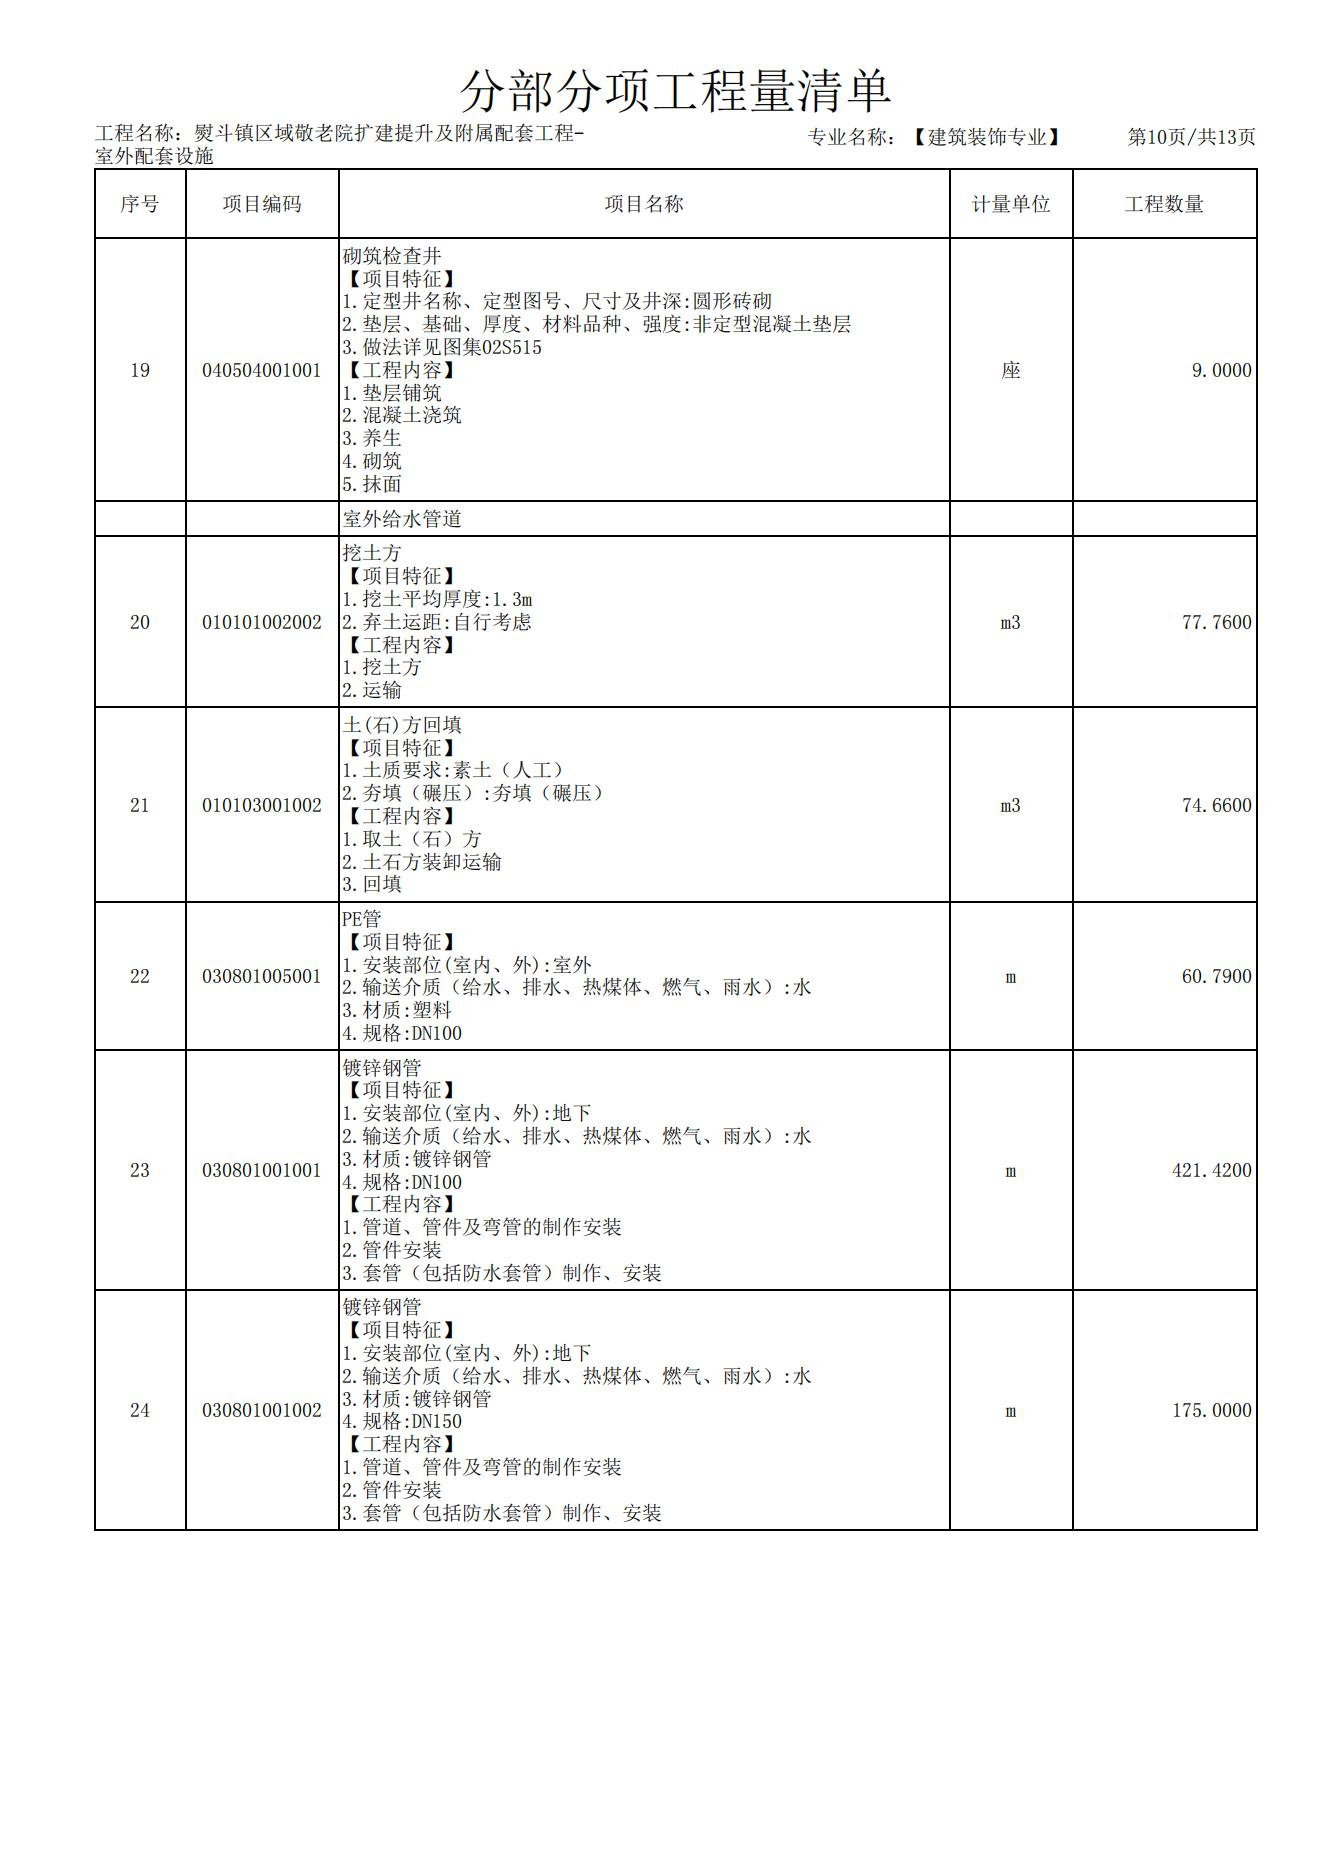 分部分项工程量清单
工程名称：熨斗镇区域敬老院扩建提升及附属配套工程-
室外配套设施
专业名称：【建筑装饰专业】
第10页/共13页
序号 项目编码 项目名称 计量单位 工程数量
砌筑检查井
【项目特征】
1.定型井名称、定型图号、尺寸及井深:圆形砖砌
2.垫层、基础、厚度、材料品种、强度:非定型混凝土垫层
3.做法详见图集02S515
19 040504001001 【工程内容】 座 9.0000
1.垫层铺筑
2.混凝土浇筑
3.养生
4.砌筑
5.抹面
室外给水管道
挖土方
【项目特征】
1.挖土平均厚度:1.3m
20 010101002002 2.弃土运距:自行考虑 m3 77.7600
【工程内容】
1.挖土方
2.运输
土(石)方回填
【项目特征】
1.土质要求:素土（人工）
2.夯填（碾压）:夯填（碾压）
21 010103001002 【工程内容】 m3 74.6600
1.取土（石）方
2.土石方装卸运输
3.回填
PE管
【项目特征】
1.安装部位(室内、外):室外
22 030801005001 2.输送介质（给水、排水、热煤体、燃气、雨水）:水 m 60.7900
3.材质:塑料
4.规格:DN100
镀锌钢管
【项目特征】
1.安装部位(室内、外):地下
2.输送介质（给水、排水、热煤体、燃气、雨水）:水
3.材质:镀锌钢管
23 030801001001 4.规格:DN100 m 421.4200
【工程内容】
1.管道、管件及弯管的制作安装
2.管件安装
3.套管（包括防水套管）制作、安装
镀锌钢管
【项目特征】
1.安装部位(室内、外):地下
2.输送介质（给水、排水、热煤体、燃气、雨水）:水
3.材质:镀锌钢管
24 030801001002 4.规格:DN150 m 175.0000
【工程内容】
1.管道、管件及弯管的制作安装
2.管件安装
3.套管（包括防水套管）制作、安装